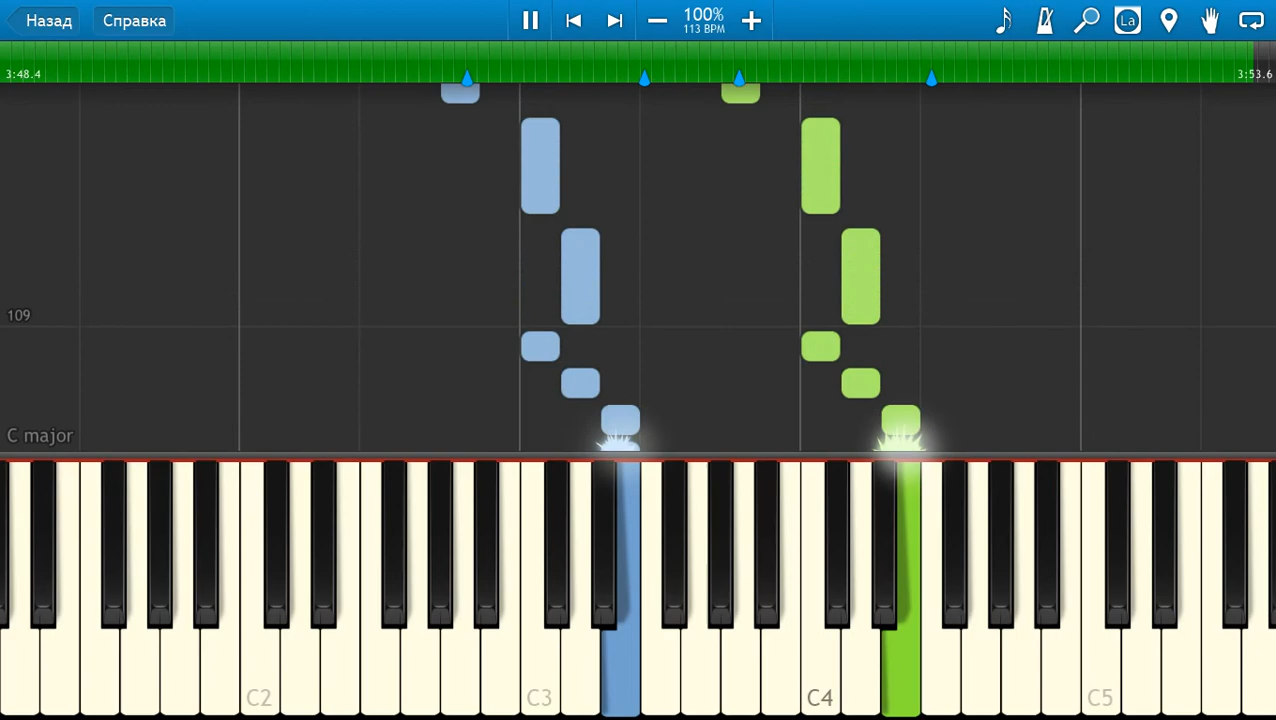 Назад
Справка
100%
113 BPM
La
3:48.4
3:53.6
109
C major
C2
C3
C4
C5